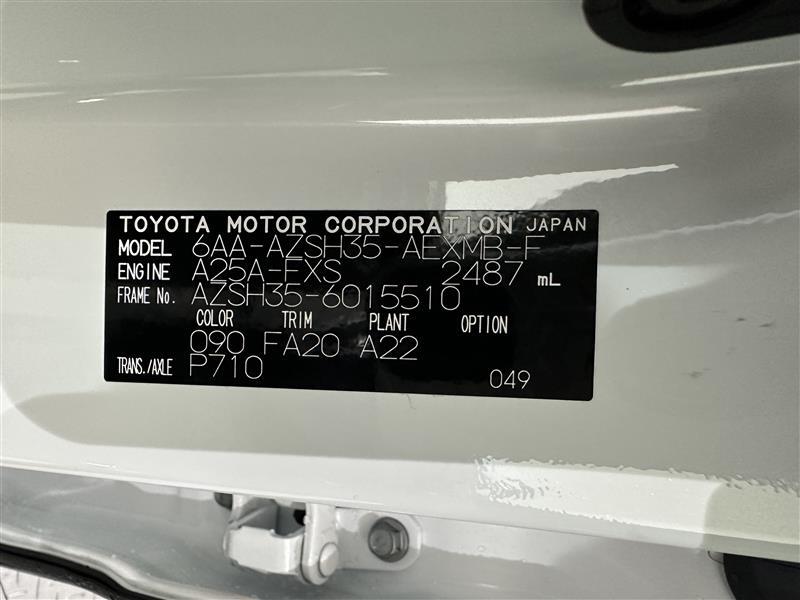 TOYOTA MOTOR CORPORATION JAPAN
MODEL 6AA-AZSH35-AEXMB-F
ENGINE A25A-FXS 2487 mL
FRAME No. AZSH35-6015510
COLOR TRIM PLANT OPTION
090 FA20 A22
TRANS./AXLE P710 049